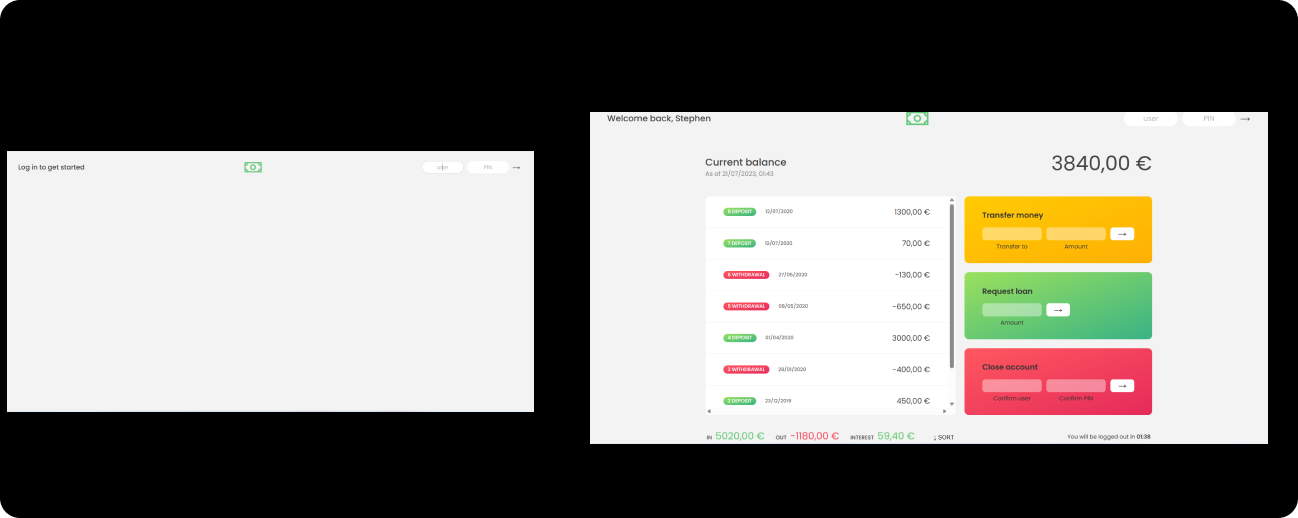 Log in to get started
user
PIN
→
Welcome back, Stephen
user
PIN
→
Current balance
As of 21/07/2023, 01:43
3840,00 €
8 DEPOSIT 12/07/2020 1300,00 €
7 DEPOSIT 12/07/2020 70,00 €
6 WITHDRAWAL 27/05/2020 -130,00 €
5 WITHDRAWAL 08/05/2020 -650,00 €
4 DEPOSIT 01/04/2020 3000,00 €
3 WITHDRAWAL 28/01/2020 -400,00 €
2 DEPOSIT 23/12/2019 450,00 €
Transfer money
→
Transfer to Amount
Request loan
→
Amount
Close account
→
Confirm user Confirm PIN
IN 5020,00 € OUT -1180,00 € INTEREST 59,40 € ↓ SORT
You will be logged out in 01:38